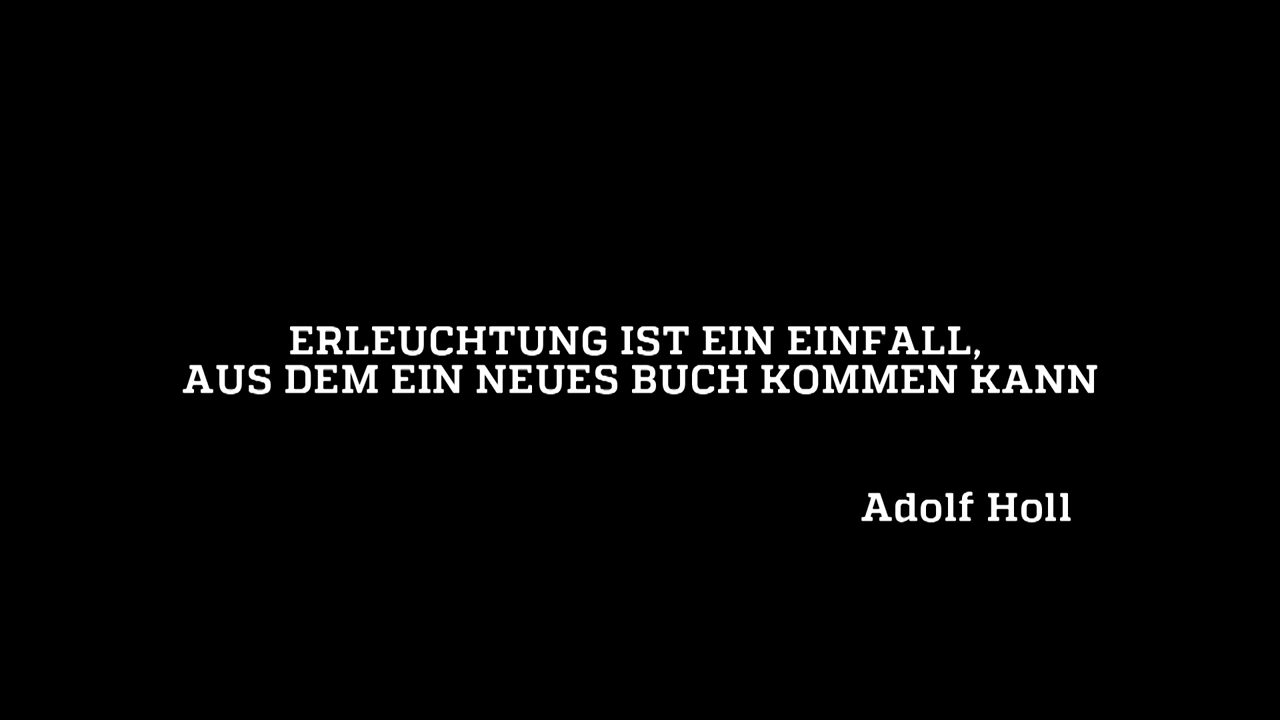 ERLEUCHTUNG IST EIN EINFALL,
AUS DEM EIN NEUES BUCH KOMMEN KANN
Adolf Holl